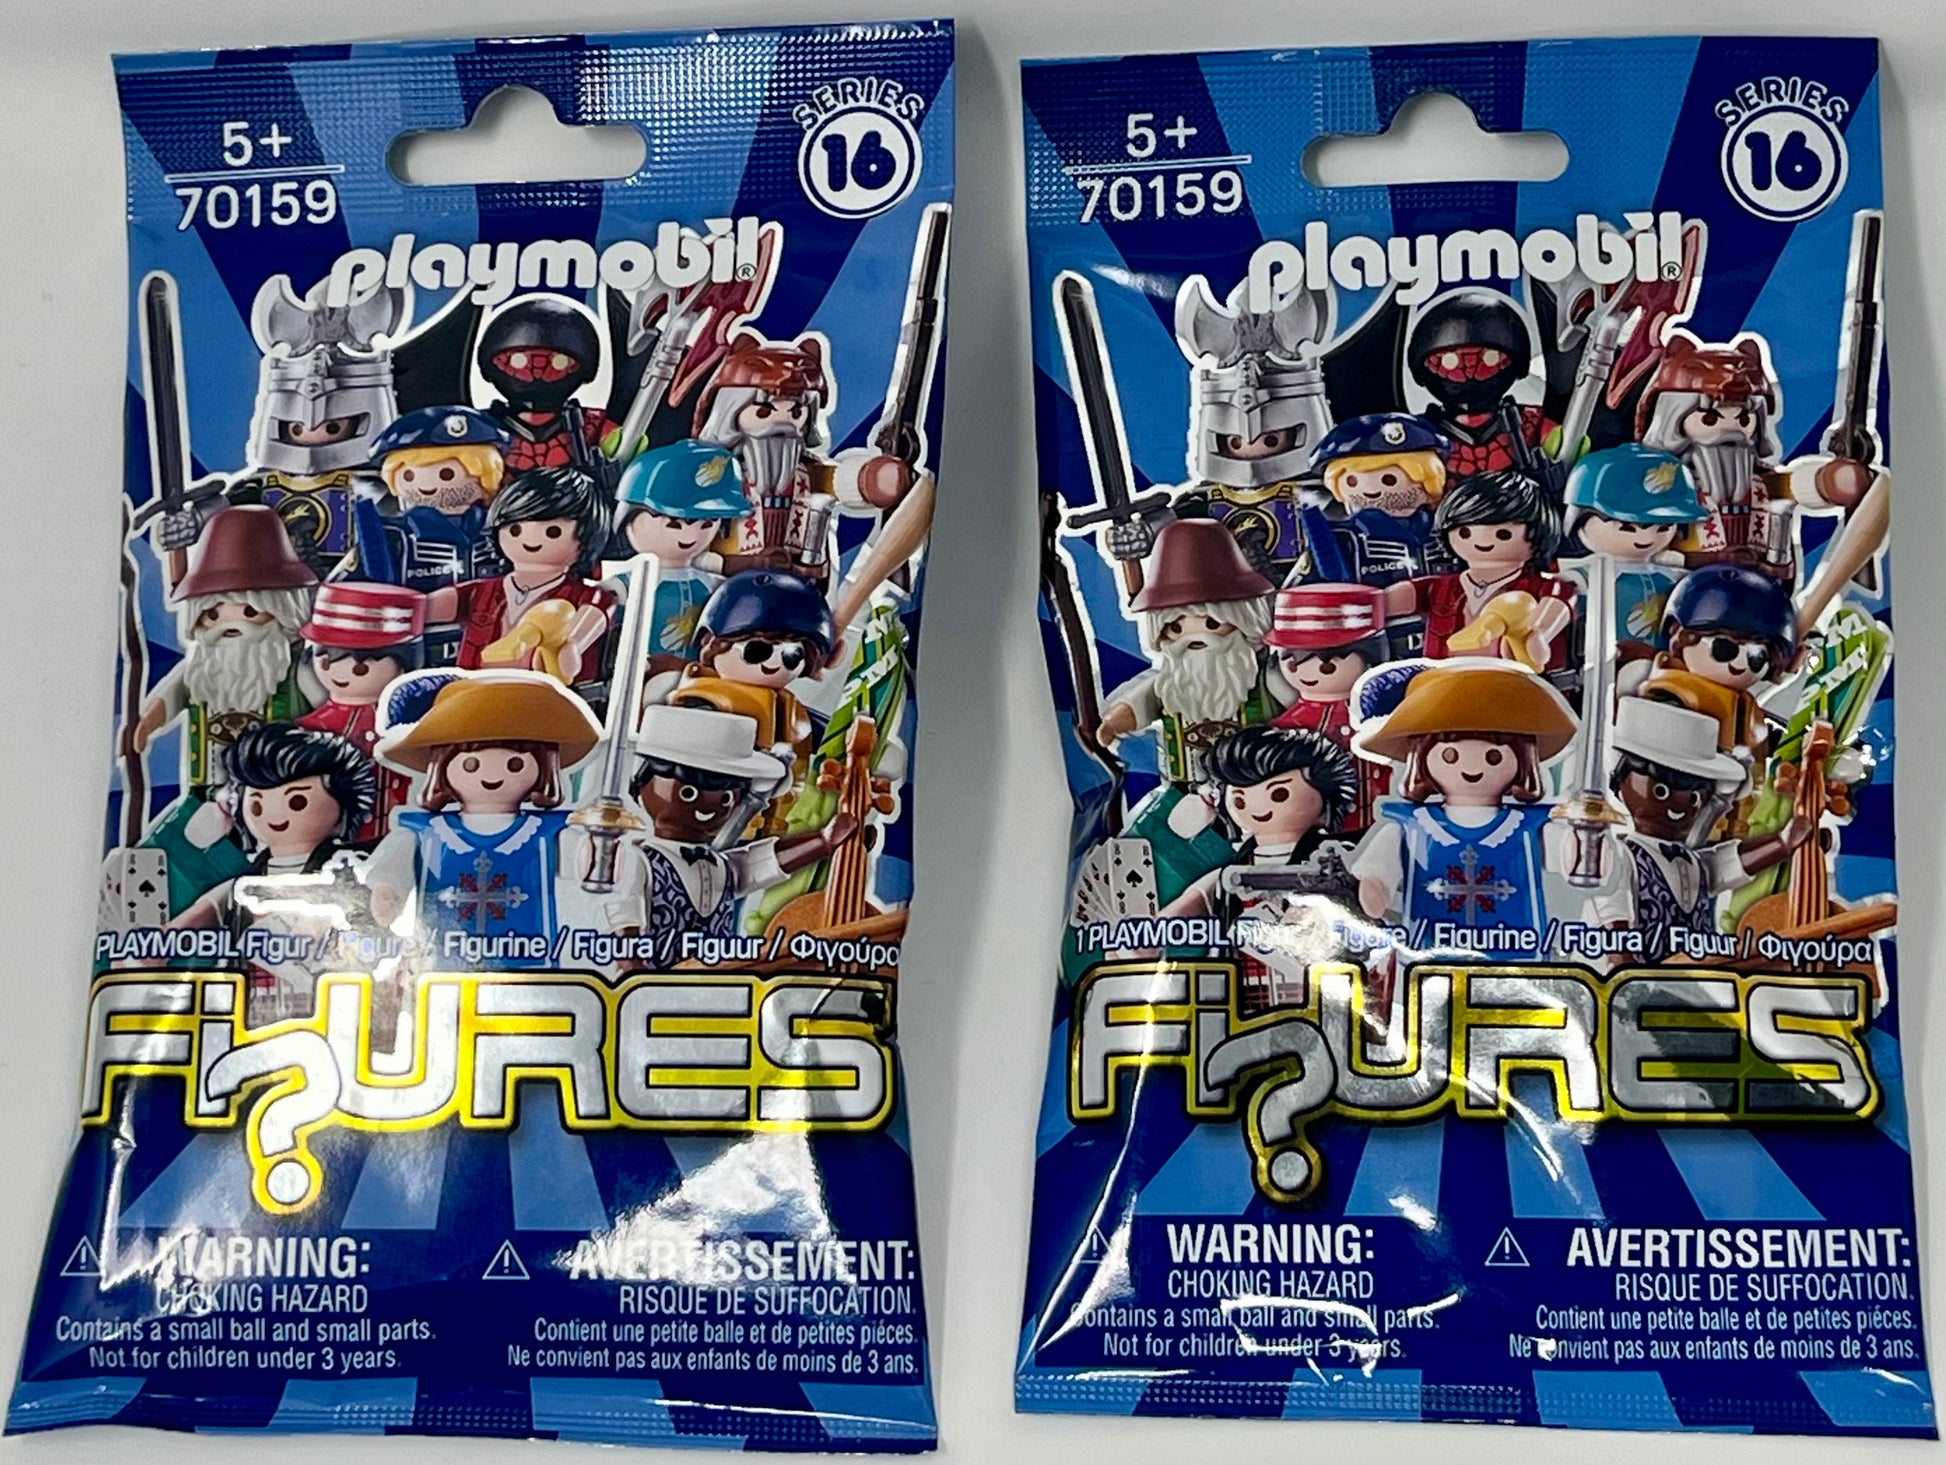 5+
70159
SERIES
16
playmobil®
POLICE
PLAYMOBIL Figur / Figure / Figurine / Figura / Figuur / Φιγούρα
FiGURES
WARNING:
CHOKING HAZARD
Contains a small ball and small parts.
Not for children under 3 years.
AVERTISSEMENT:
RISQUE DE SUFFOCATION.
Contient une petite balle et de petites piéces.
Ne convient pas aux enfants de moins de 3 ans.
5+
70159
SERIES
16
playmobil®
POLICE
1 PLAYMOBIL Figur / Figure / Figurine / Figura / Figuur / Φιγούρα
FiGURES
WARNING:
CHOKING HAZARD
Contains a small ball and small parts.
Not for children under 3 years.
AVERTISSEMENT:
RISQUE DE SUFFOCATION.
Contient une petite balle et de petites piéces.
Ne convient pas aux enfants de moins de 3 ans.